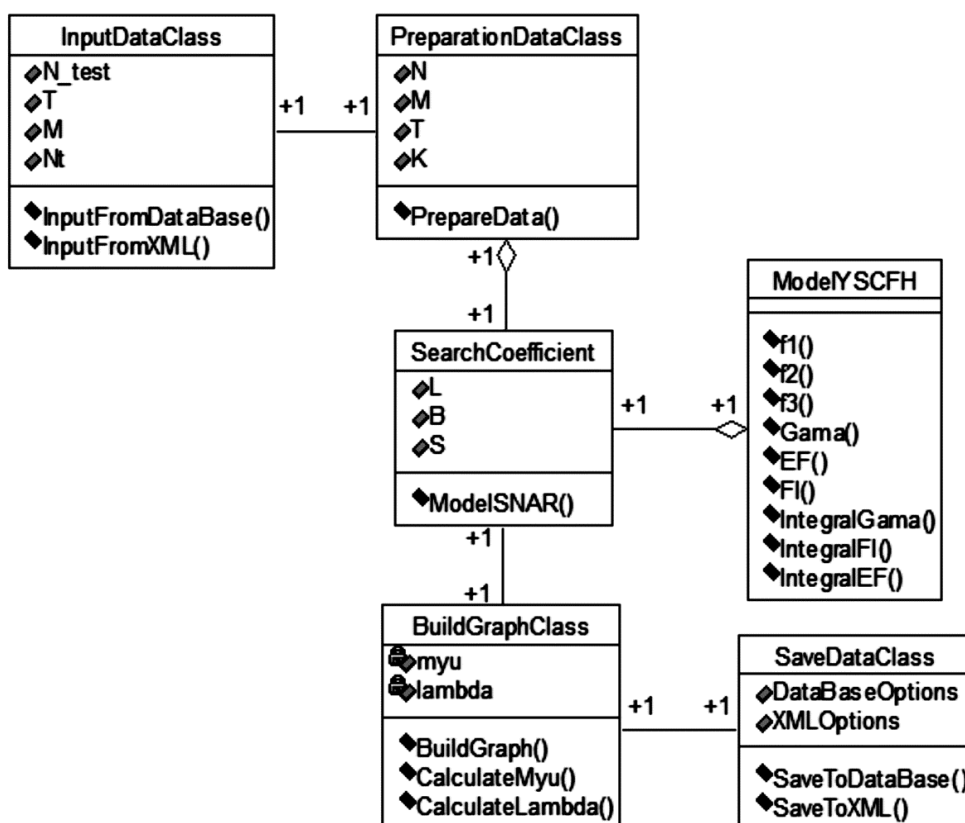 InputDataClass
N_test
T
M
Nt
InputFromDataBase()
InputFromXML()
+1
+1
PreparationDataClass
N
M
T
K
PrepareData()
+1
+1
SearchCoefficient
L
B
S
ModelSNAR()
+1
+1
ModelYSCFH
f1()
f2()
f3()
Gama()
EF()
FI()
IntegralGama()
IntegralFI()
IntegralEF()
+1
+1
BuildGraphClass
myu
lambda
BuildGraph()
CalculateMyu()
CalculateLambda()
+1
+1
SaveDataClass
DataBaseOptions
XMLOptions
SaveToDataBase()
SaveToXML()